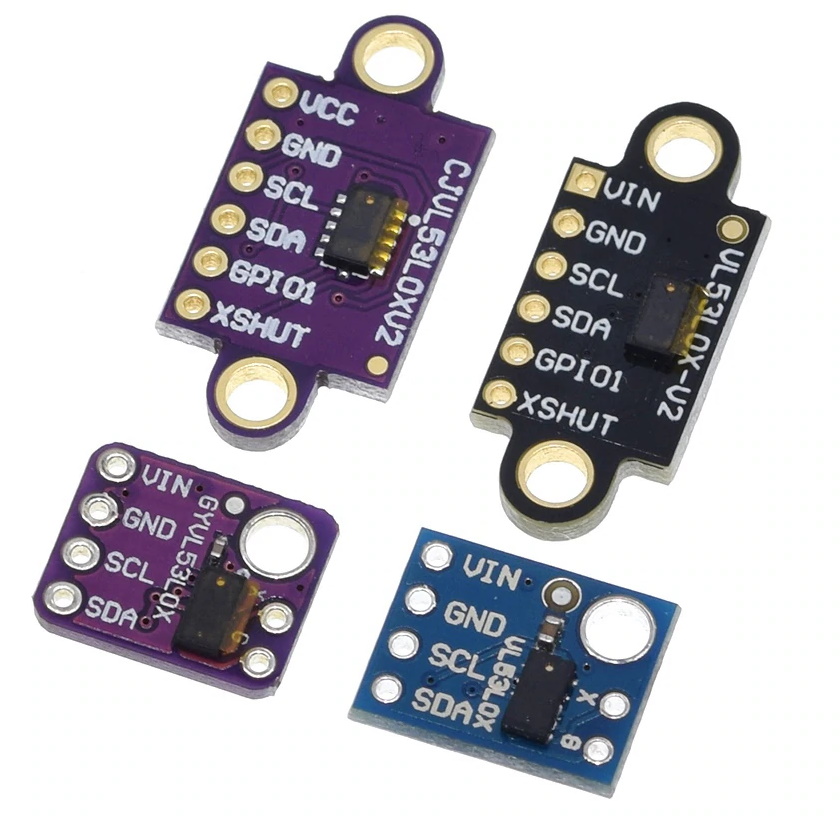 VCC
GND
SCL
SDA
GPIO1
XSHUT
CJVL53L0XV2
VIN
GND
SCL
SDA
GPIO1
XSHUT
VL53L0X-V2
VIN
GND
SCL
SDA
GYVL53L0X
VIN
GND
SCL
SDA
VL53L0X
X
G